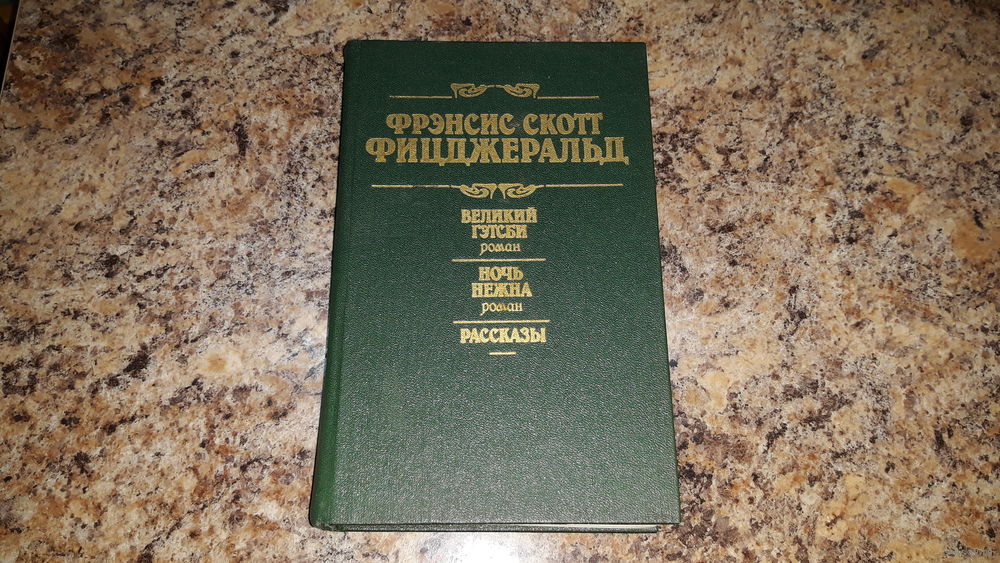 ФРЭНСИС СКОТТ
ФИЦДЖЕРАЛЬД
ВЕЛИКИЙ
ГЭТСБИ
роман
НОЧЬ
НЕЖНА
роман
РАССКАЗЫ